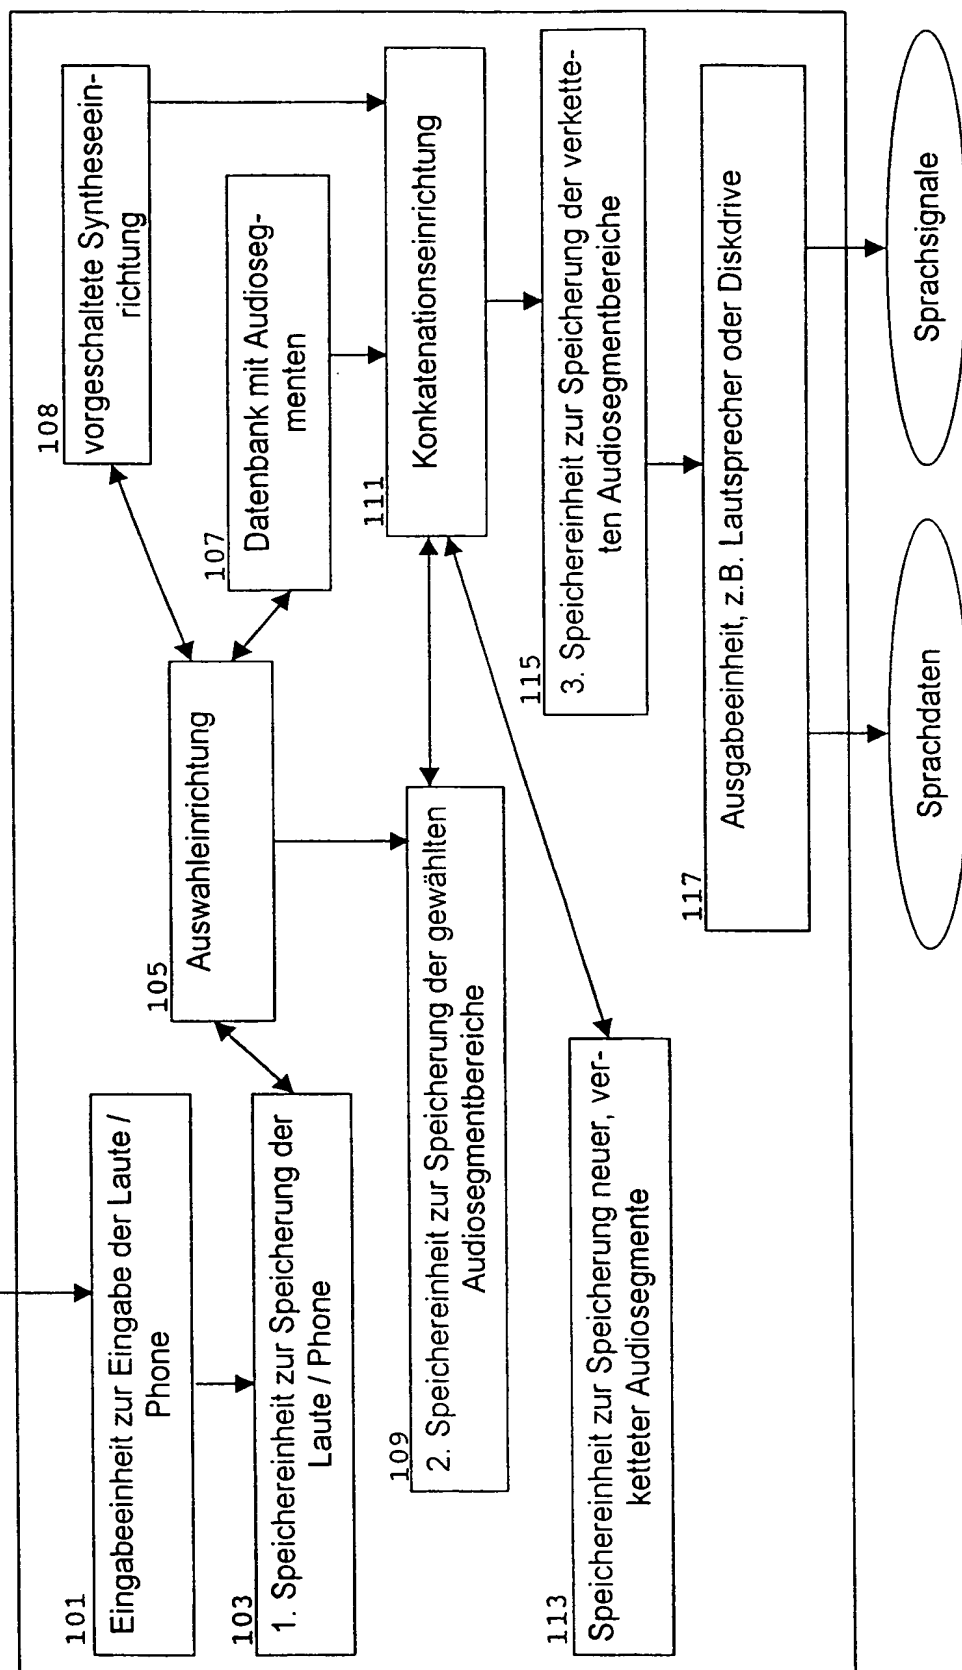 101
Eingabeeinheit zur Eingabe der Laute /
Phone
103
1. Speichereinheit zur Speicherung der
Laute / Phone
105
Auswahleinrichtung
108
vorgeschaltete Syntheseein-
richtung
107
Datenbank mit Audioseg-
menten
109
2. Speichereinheit zur Speicherung der gewählten
Audiosegmentbereiche
111
Konkatenationseinrichtung
113
Speichereinheit zur Speicherung neuer, ver-
ketteter Audiosegmente
115
3. Speichereinheit zur Speicherung der verkette-
ten Audiosegmentbereiche
117
Ausgabeeinheit, z.B. Lautsprecher oder Diskdrive
Sprachdaten
Sprachsignale